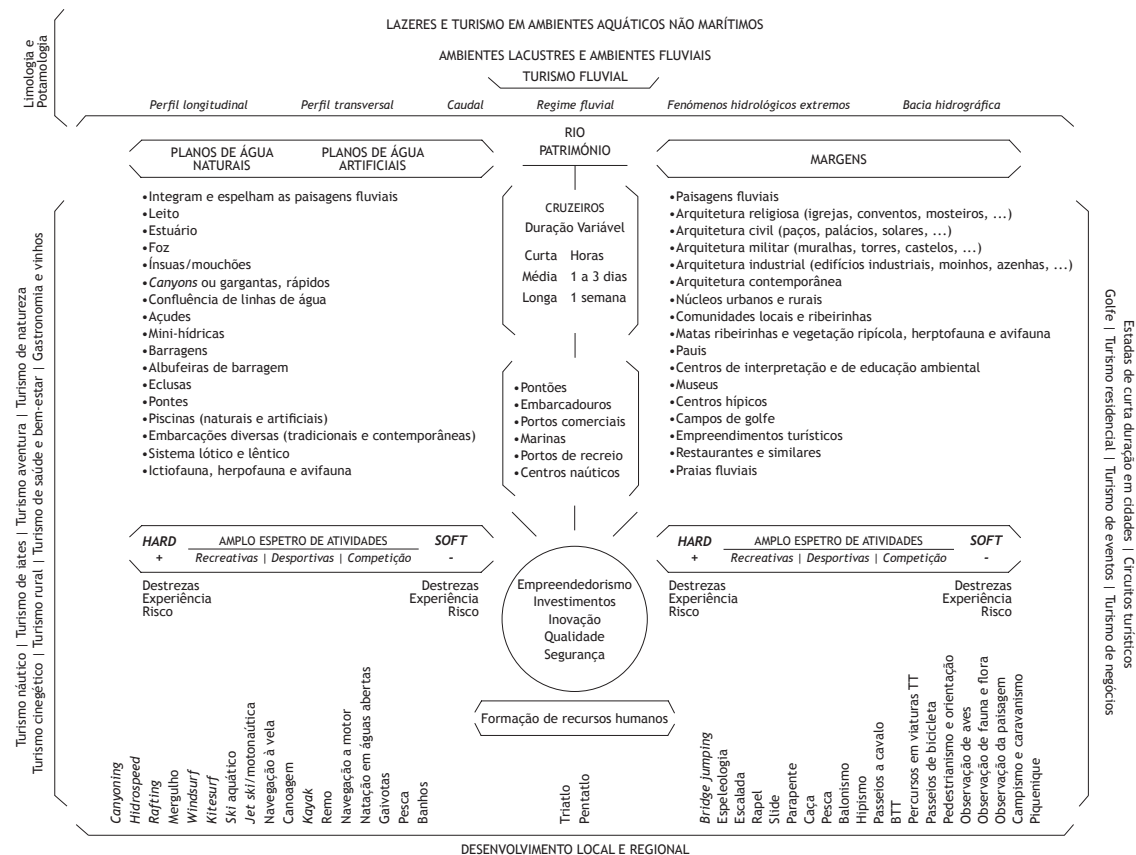 LAZERES E TURISMO EM AMBIENTES AQUÁTICOS NÃO MARÍTIMOS
AMBIENTES LACUSTRES E AMBIENTES FLUVIAIS
TURISMO FLUVIAL
Limologia e
Potamologia
Perfil longitudinal
Perfil transversal
Caudal
Regime fluvial
Fenómenos hidrológicos extremos
Bacia hidrográfica
PLANOS DE ÁGUA
NATURAIS
PLANOS DE ÁGUA
ARTIFICIAIS
RIO
PATRIMÓNIO
MARGENS
•Integram e espelham as paisagens fluviais
•Leito
•Estuário
•Foz
•Ínsuas/mouchões
•Canyons ou gargantas, rápidos
•Confluência de linhas de água
•Açudes
•Mini-hídricas
•Barragens
•Albufeiras de barragem
•Eclusas
•Pontes
•Piscinas (naturais e artificiais)
•Embarcações diversas (tradicionais e contemporâneas)
•Sistema lótico e lêntico
•Ictiofauna, herpofauna e avifauna
CRUZEIROS
Duração Variável
Curta Horas
Média 1 a 3 dias
Longa 1 semana
•Pontões
•Embarcadouros
•Portos comerciais
•Marinas
•Portos de recreio
•Centros naúticos
•Paisagens fluviais
•Arquitetura religiosa (igrejas, conventos, mosteiros, ...)
•Arquitetura civil (paços, palácios, solares, ...)
•Arquitetura militar (muralhas, torres, castelos, ...)
•Arquitetura industrial (edifícios industriais, moinhos, azenhas, ...)
•Arquitetura contemporânea
•Núcleos urbanos e rurais
•Comunidades locais e ribeirinhas
•Matas ribeirinhas e vegetação ripícola, herptofauna e avifauna
•Pauis
•Centros de interpretação e de educação ambiental
•Museus
•Centros hípicos
•Campos de golfe
•Empreendimentos turísticos
•Restaurantes e similares
•Praias fluviais
Turismo náutico | Turismo de iates | Turismo aventura | Turismo de natureza
Turismo cinegético | Turismo rural | Turismo de saúde e bem-estar | Gastronomia e vinhos
Estadas de curta duração em cidades | Circuitos turísticos
Golfe | Turismo residencial | Turismo de eventos | Turismo de negócios
HARD
+
AMPLO ESPETRO DE ATIVIDADES
Recreativas | Desportivas | Competição
SOFT
-
Destrezas
Experiência
Risco
Destrezas
Experiência
Risco
Empreendedorismo
Investimentos
Inovação
Qualidade
Segurança
Formação de recursos humanos
HARD
+
AMPLO ESPETRO DE ATIVIDADES
Recreativas | Desportivas | Competição
SOFT
-
Destrezas
Experiência
Risco
Destrezas
Experiência
Risco
Canyoning
Hidrospeed
Rafting
Mergulho
Windsurf
Kitesurf
Ski aquático
Jet ski/motonaútica
Navegação à vela
Canoagem
Kayak
Remo
Navegação a motor
Natação em águas abertas
Gaivotas
Pesca
Banhos
Triatlo
Pentatlo
Bridge jumping
Espeleologia
Escalada
Rapel
Slide
Parapente
Caça
Pesca
Balonismo
Hipismo
Passeios a cavalo
BTT
Percursos em viaturas TT
Passeios de bicicleta
Pedestrianismo e orientação
Observação de aves
Observação de fauna e flora
Observação da paisagem
Campismo e caravanismo
Piquenique
DESENVOLVIMENTO LOCAL E REGIONAL